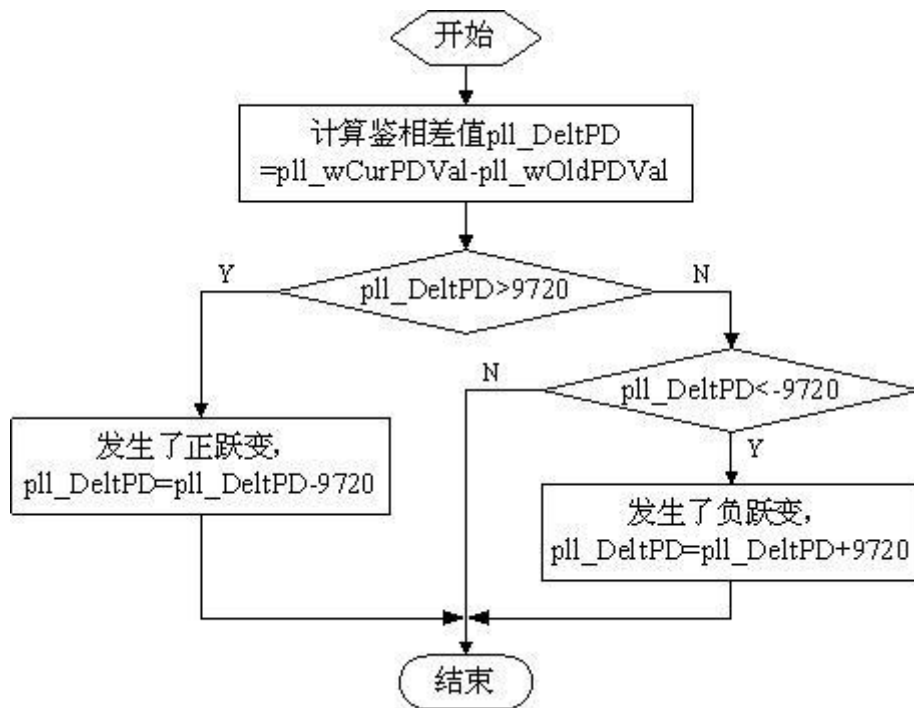 开始
计算鉴相差值pll_DeltPD
=pll_wCurPDVal-pll_wOldPDVal
Y
N
pll_DeltPD>9720
N
pll_DeltPD<-9720
Y
发生了正跃变,
pll_DeltPD=pll_DeltPD-9720
发生了负跃变,
pll_DeltPD=pll_DeltPD+9720
结束